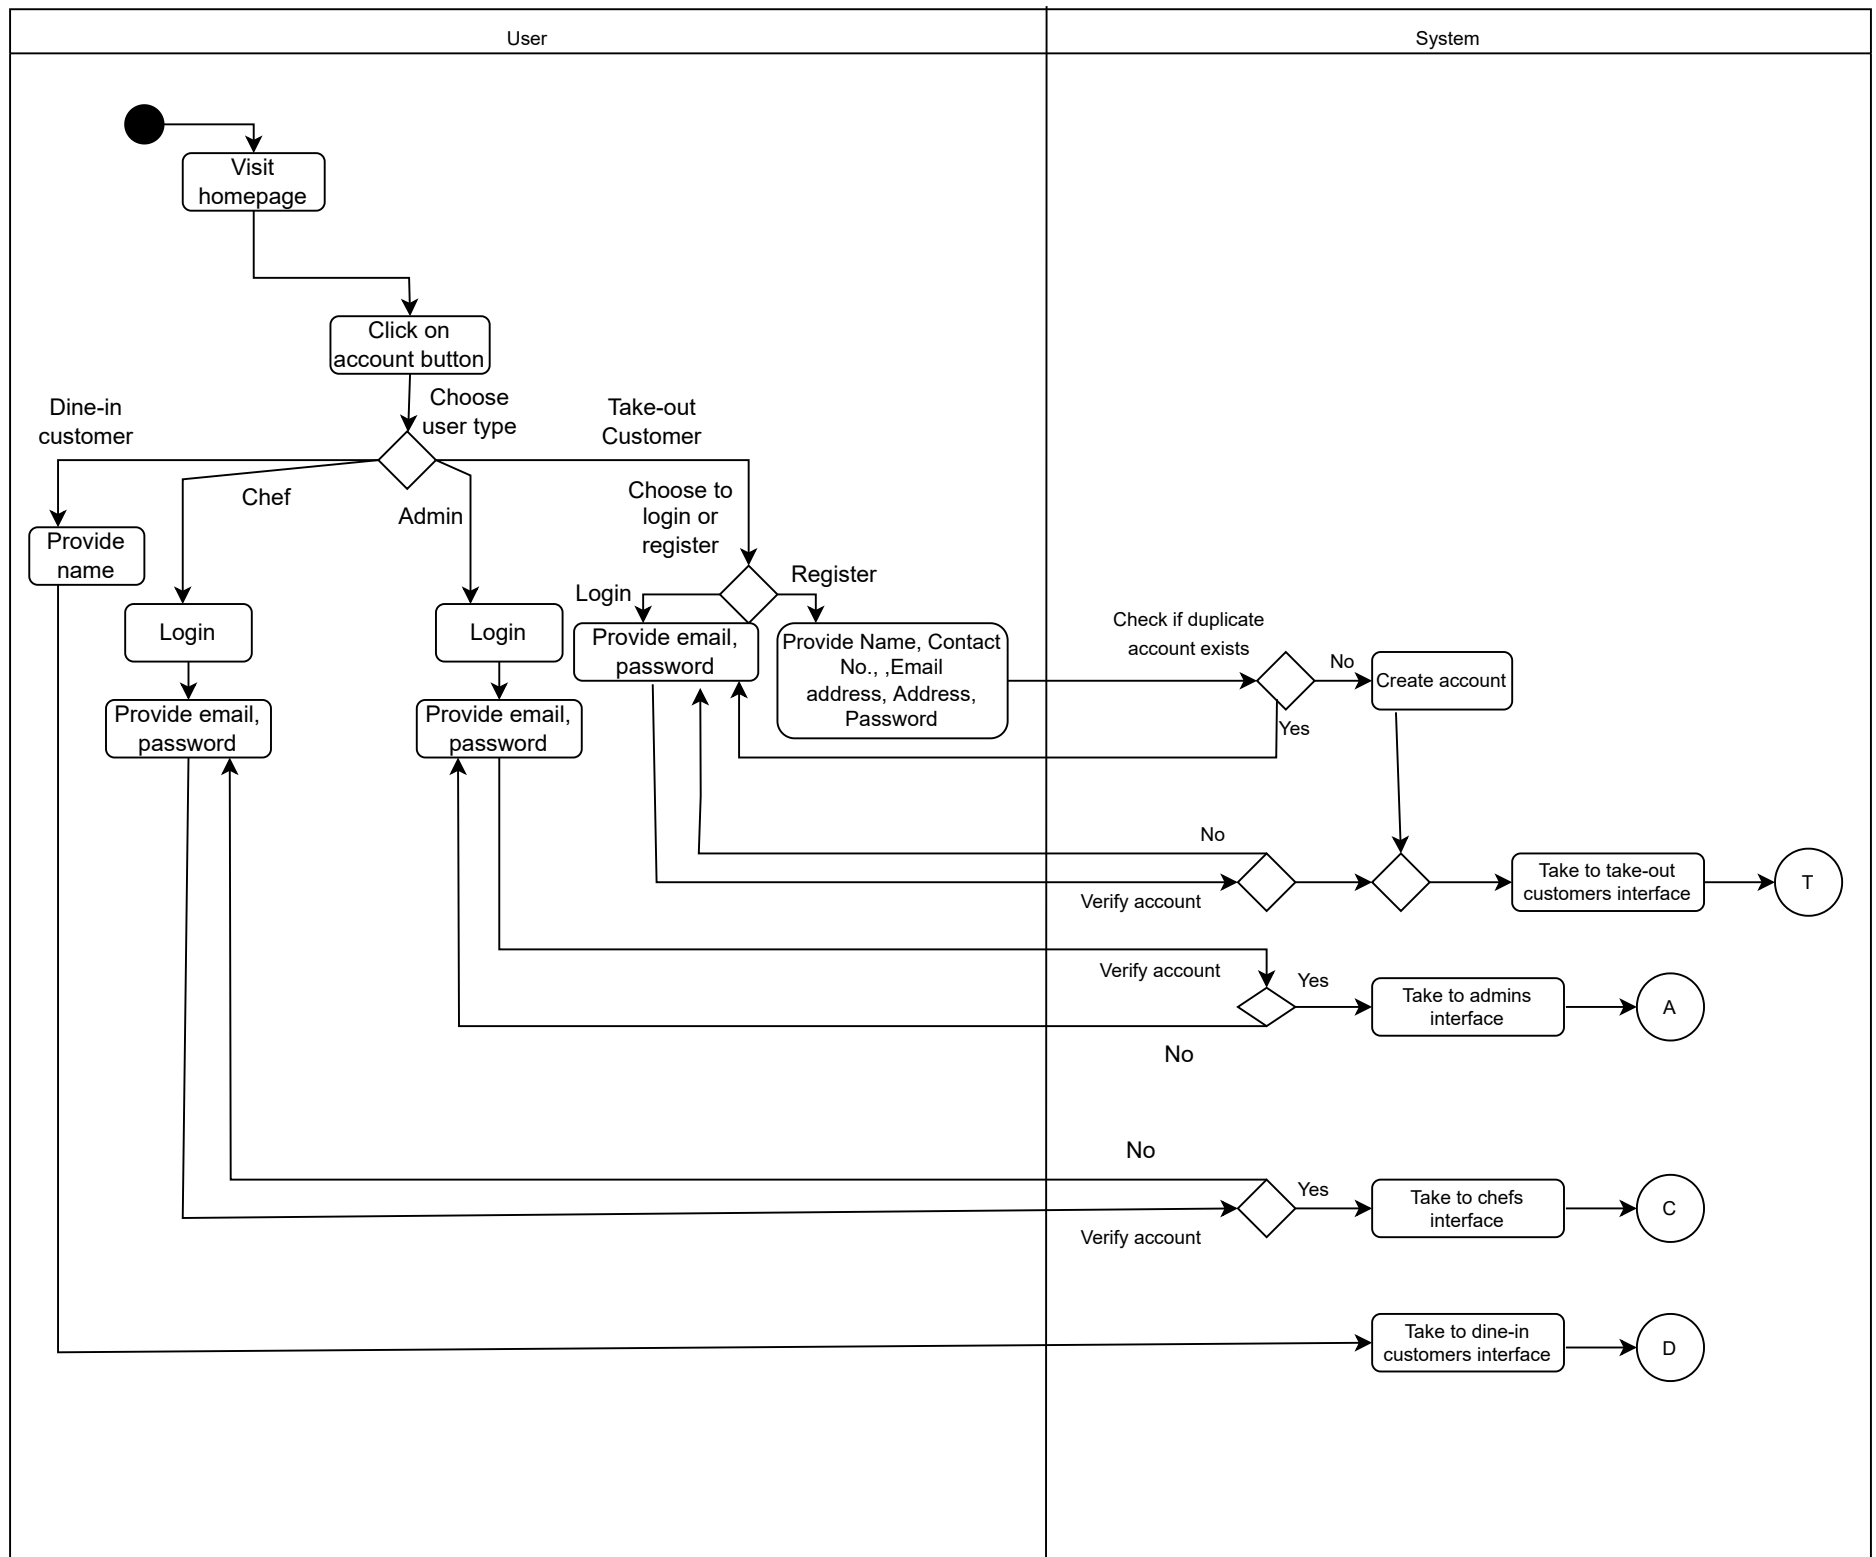 User
System
Visit
homepage
Click on
account button
Choose
user type
Dine-in
customer
Take-out
Customer
Chef
Admin
Choose to
login or
register
Provide
name
Login
Register
Login
Login
Provide email,
password
Provide Name, Contact
No., ,Email
address, Address,
Password
Check if duplicate
account exists
No
Create account
Yes
Provide email,
password
Provide email,
password
No
Verify account
Take to take-out
customers interface
T
Verify account
Yes
Take to admins
interface
A
No
No
Yes
Take to chefs
interface
C
Verify account
Take to dine-in
customers interface
D